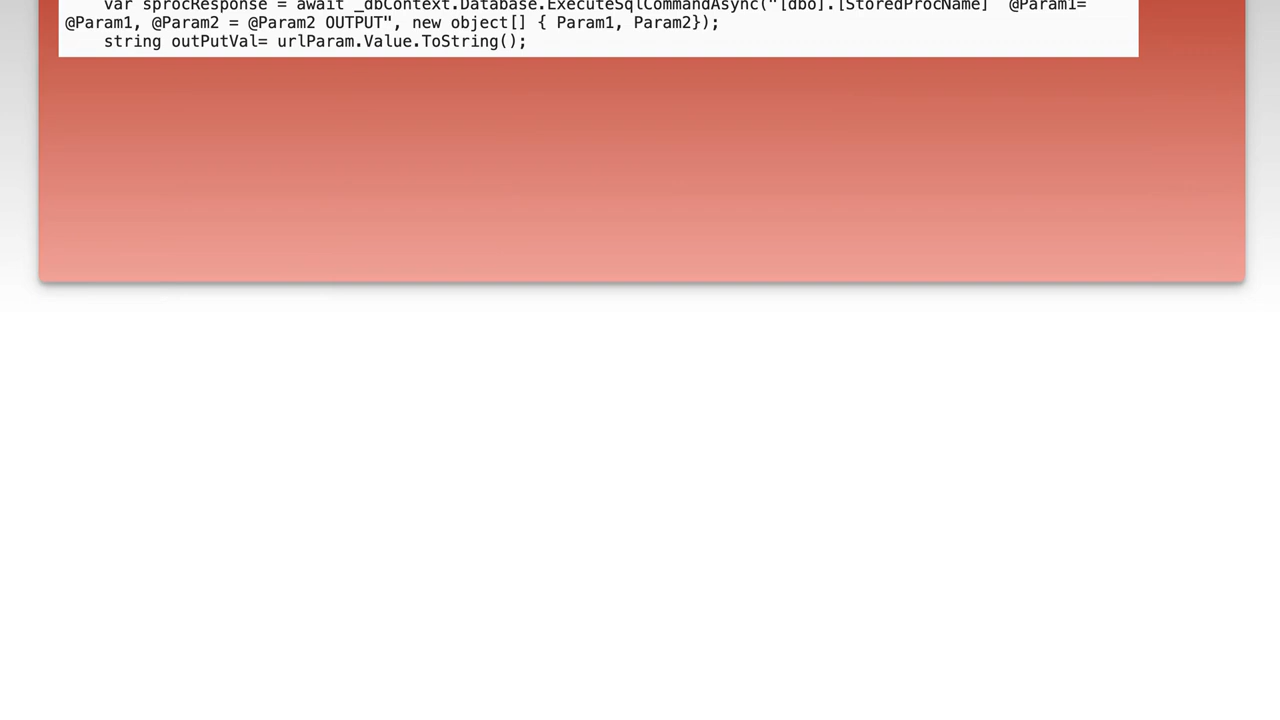 var sprocResponse = await _dbContext.Database.ExecuteSqlCommandAsync("[dbo].[StoredProcName]  @Param1=
@Param1, @Param2 = @Param2 OUTPUT", new object[] { Param1, Param2});
string outPutVal= urlParam.Value.ToString();